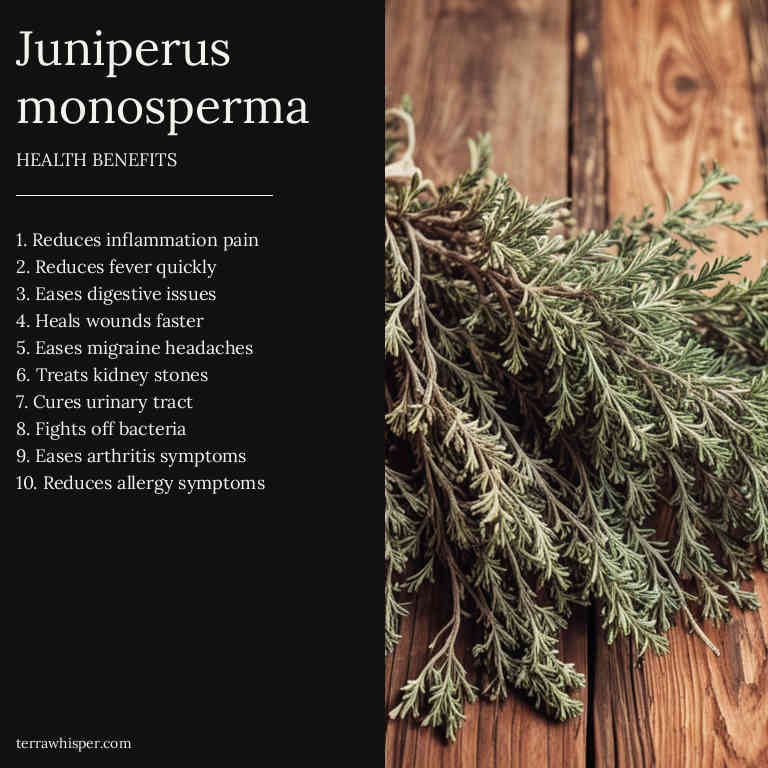 Juniperus
monosperma
HEALTH BENEFITS
1. Reduces inflammation pain
2. Reduces fever quickly
3. Eases digestive issues
4. Heals wounds faster
5. Eases migraine headaches
6. Treats kidney stones
7. Cures urinary tract
8. Fights off bacteria
9. Eases arthritis symptoms
10. Reduces allergy symptoms
terrawhisper.com